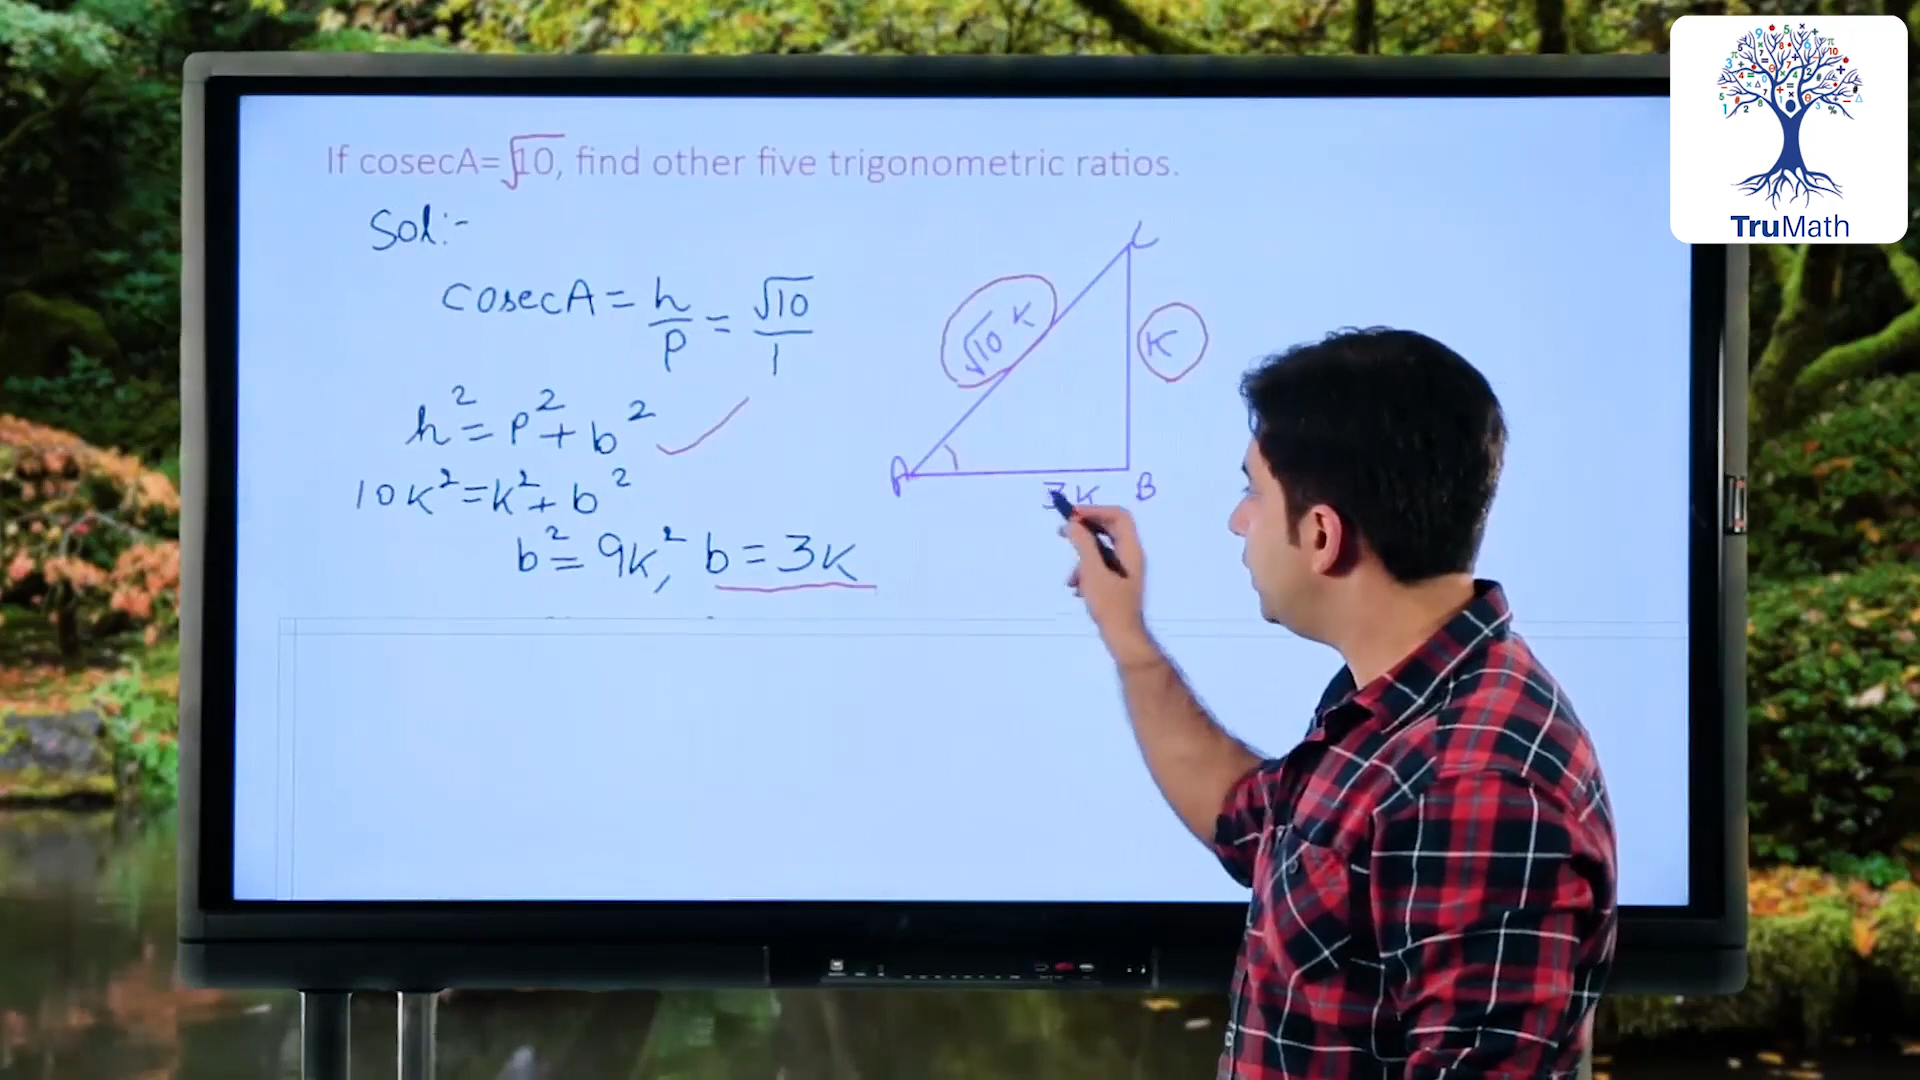 If cosecA=√10, find other five trigonometric ratios.
Sol:-
cosecA = h/p = √10/1
h² = p² + b²
10k² = k² + b²
b² = 9k², b = 3k
C
√10 k
k
A
3k
B
TruMath